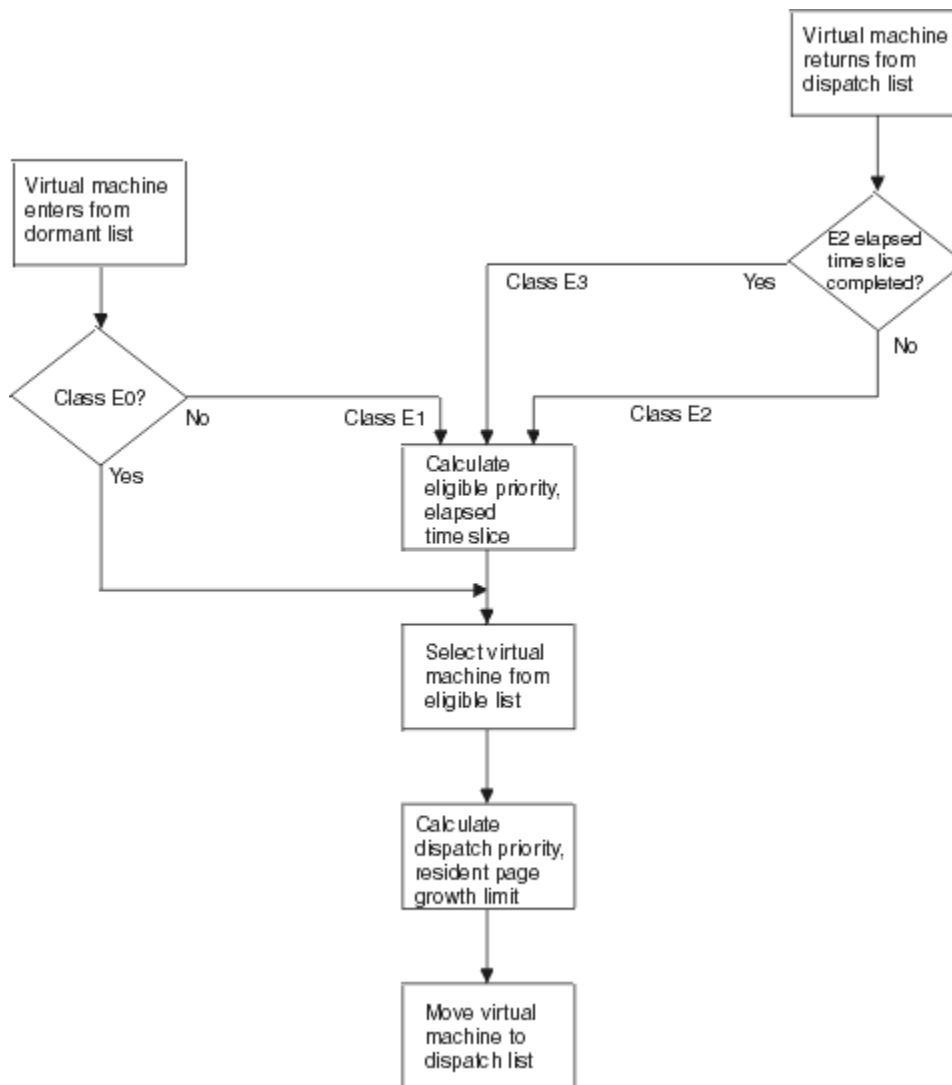 Virtual machine
returns from
dispatch list
Virtual machine
enters from
dormant list
E2 elapsed
time slice
completed?
Class E3
Yes
No
Class E0?
No
Class E1
Class E2
Yes
Calculate
eligible priority,
elapsed
time slice
Select virtual
machine from
eligible list
Calculate
dispatch priority,
resident page
growth limit
Move virtual
machine to
dispatch list